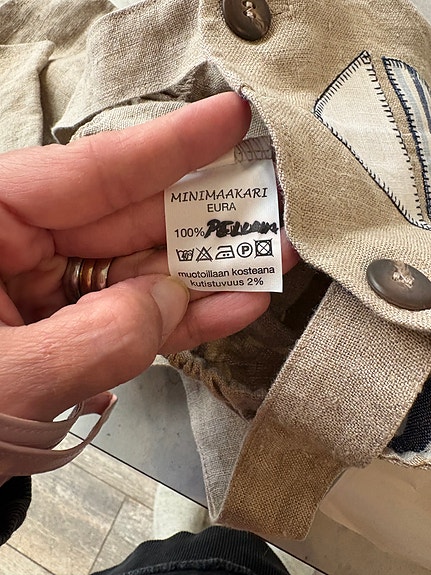 MINIMAAKARI
EURA
100% PELLAVA
muotoillaan kosteana
kutistuvuus 2%